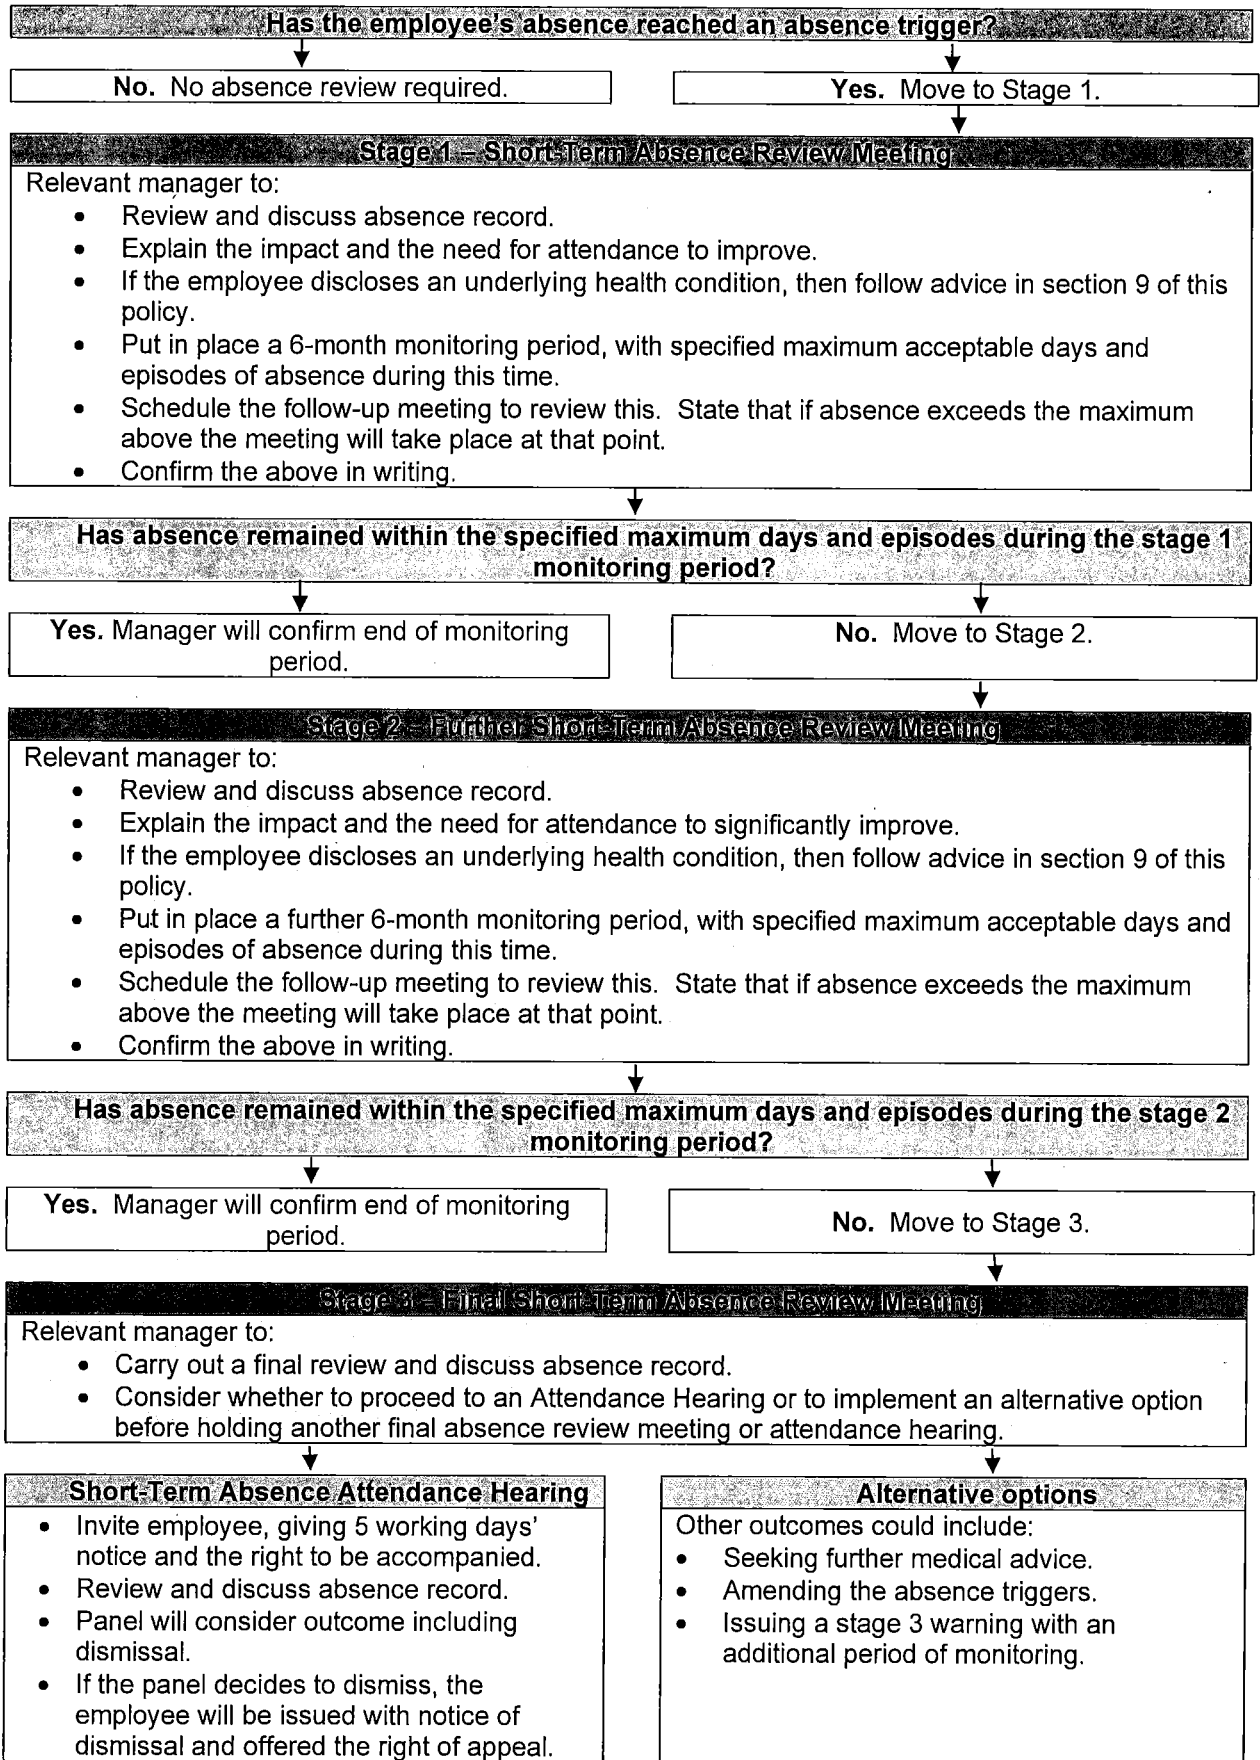 Has the employee's absence reached an absence trigger?
No. No absence review required.
Yes. Move to Stage 1.
Stage 1 – Short-Term Absence Review Meeting
Relevant manager to:
• Review and discuss absence record.
• Explain the impact and the need for attendance to improve.
• If the employee discloses an underlying health condition, then follow advice in section 9 of this
policy.
• Put in place a 6-month monitoring period, with specified maximum acceptable days and
episodes of absence during this time.
• Schedule the follow-up meeting to review this. State that if absence exceeds the maximum
above the meeting will take place at that point.
• Confirm the above in writing.
Has absence remained within the specified maximum days and episodes during the stage 1
monitoring period?
Yes. Manager will confirm end of monitoring
period.
No. Move to Stage 2.
Stage 2 – Further Short-Term Absence Review Meeting
Relevant manager to:
• Review and discuss absence record.
• Explain the impact and the need for attendance to significantly improve.
• If the employee discloses an underlying health condition, then follow advice in section 9 of this
policy.
• Put in place a further 6-month monitoring period, with specified maximum acceptable days and
episodes of absence during this time.
• Schedule the follow-up meeting to review this. State that if absence exceeds the maximum
above the meeting will take place at that point.
• Confirm the above in writing.
Has absence remained within the specified maximum days and episodes during the stage 2
monitoring period?
Yes. Manager will confirm end of monitoring
period.
No. Move to Stage 3.
Stage 3 – Final Short-Term Absence Review Meeting
Relevant manager to:
• Carry out a final review and discuss absence record.
• Consider whether to proceed to an Attendance Hearing or to implement an alternative option
before holding another final absence review meeting or attendance hearing.
Short-Term Absence Attendance Hearing
• Invite employee, giving 5 working days'
notice and the right to be accompanied.
• Review and discuss absence record.
• Panel will consider outcome including
dismissal.
• If the panel decides to dismiss, the
employee will be issued with notice of
dismissal and offered the right of appeal.
Alternative options
Other outcomes could include:
• Seeking further medical advice.
• Amending the absence triggers.
• Issuing a stage 3 warning with an
additional period of monitoring.